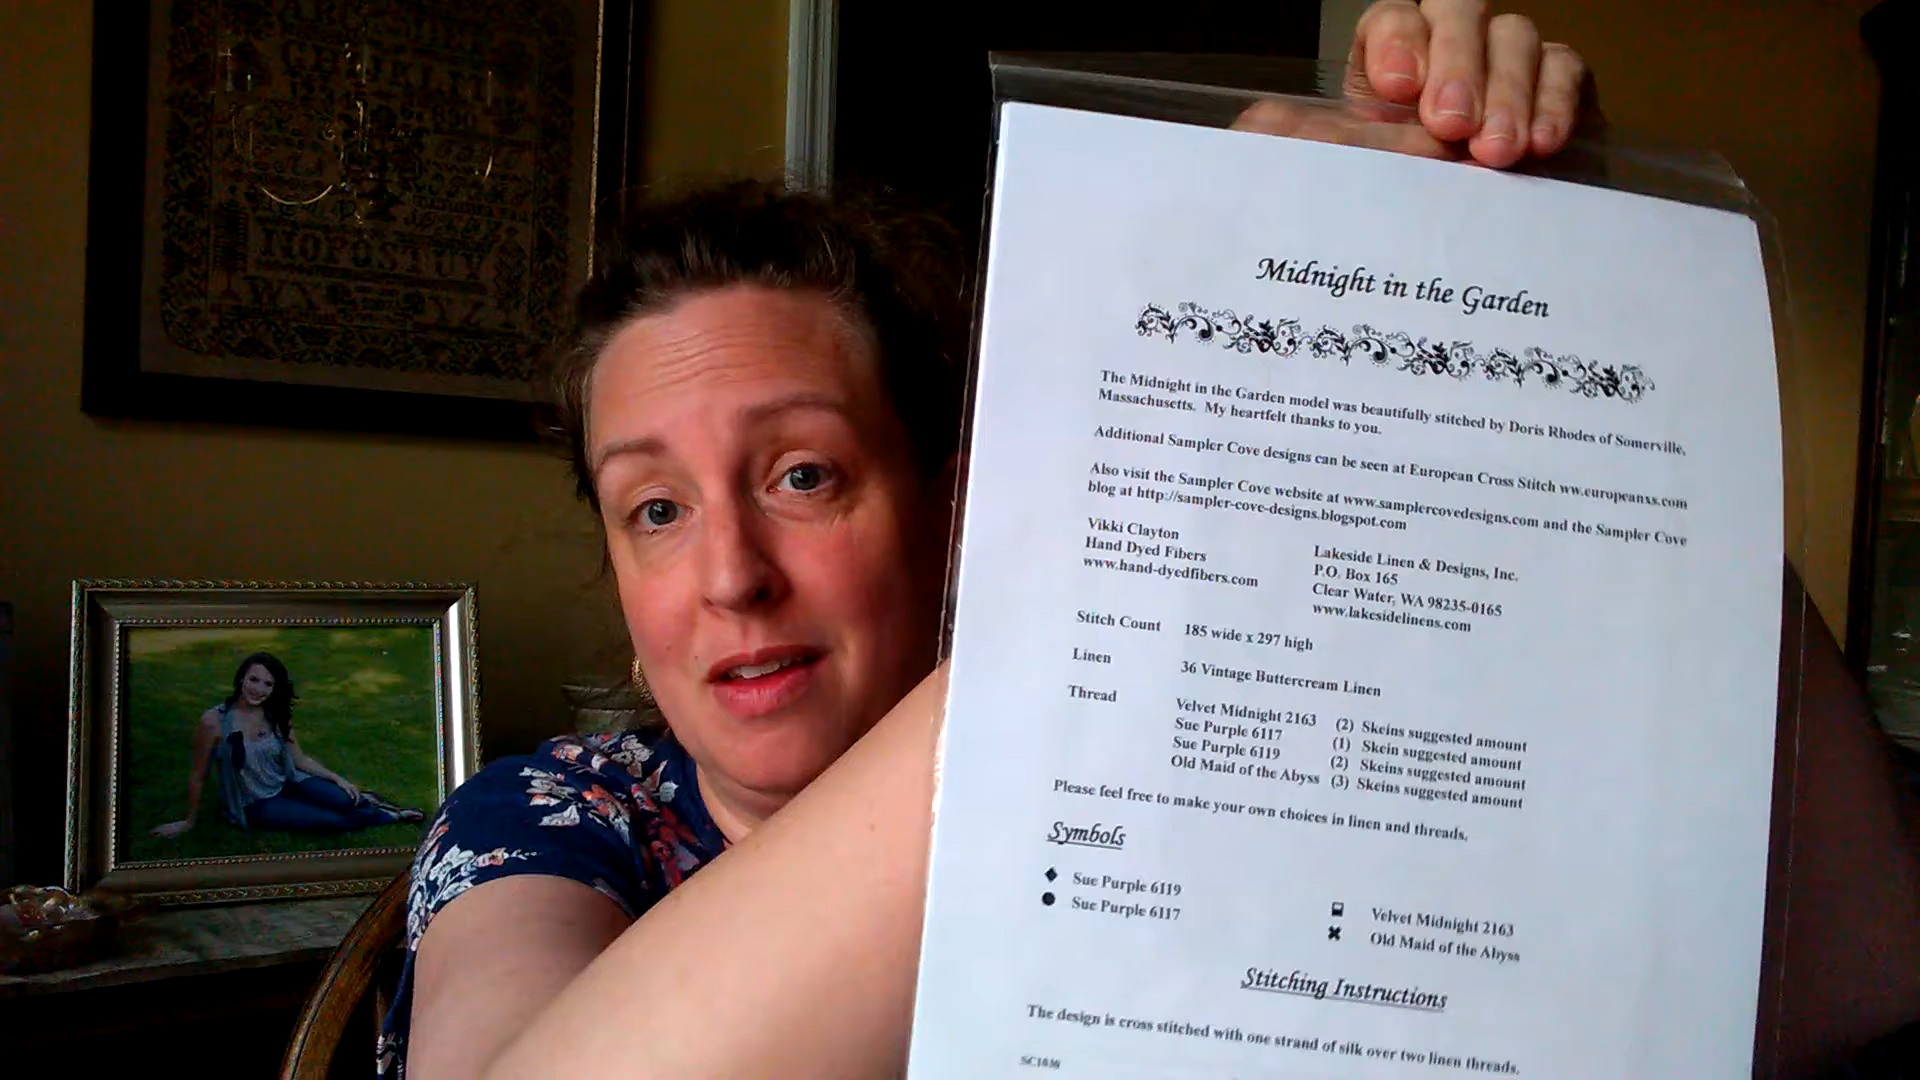 NOPQSTUV
Midnight in the Garden
The Midnight in the Garden model was beautifully stitched by Doris Rhodes of Somerville,
Massachusetts. My heartfelt thanks to you.
Additional Sampler Cove designs can be seen at European Cross Stitch ww.europeanxs.com
Also visit the Sampler Cove website at www.samplercovedesigns.com and the Sampler Cove
blog at http://sampler-cove-designs.blogspot.com
Vikki Clayton
Hand Dyed Fibers
www.hand-dyedfibers.com
Lakeside Linen & Designs, Inc.
P.O. Box 165
Clear Water, WA 98235-0165
www.lakesidelinens.com
Stitch Count 185 wide x 297 high
Linen 36 Vintage Buttercream Linen
Thread Velvet Midnight 2163 (2) Skeins suggested amount
Sue Purple 6117 (1) Skein suggested amount
Sue Purple 6119 (2) Skeins suggested amount
Old Maid of the Abyss (3) Skeins suggested amount
Please feel free to make your own choices in linen and threads.
Symbols
Sue Purple 6119
Sue Purple 6117
Velvet Midnight 2163
Old Maid of the Abyss
Stitching Instructions
The design is cross stitched with one strand of silk over two linen threads.